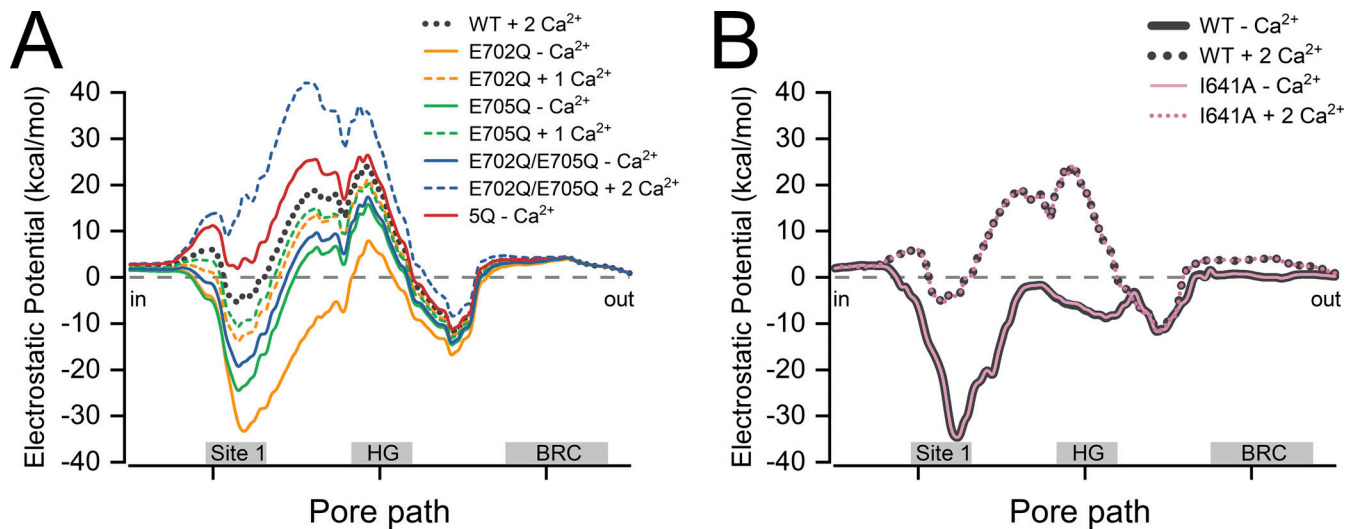 A
Electrostatic Potential (kcal/mol)
40
30
20
10
0
-10
-20
-30
-40
in
out
WT + 2 Ca²⁺
E702Q - Ca²⁺
E702Q + 1 Ca²⁺
E705Q - Ca²⁺
E705Q + 1 Ca²⁺
E702Q/E705Q - Ca²⁺
E702Q/E705Q + 2 Ca²⁺
5Q - Ca²⁺
Site 1
HG
BRC
Pore path
B
Electrostatic Potential (kcal/mol)
40
30
20
10
0
-10
-20
-30
-40
in
out
WT - Ca²⁺
WT + 2 Ca²⁺
I641A - Ca²⁺
I641A + 2 Ca²⁺
Site 1
HG
BRC
Pore path